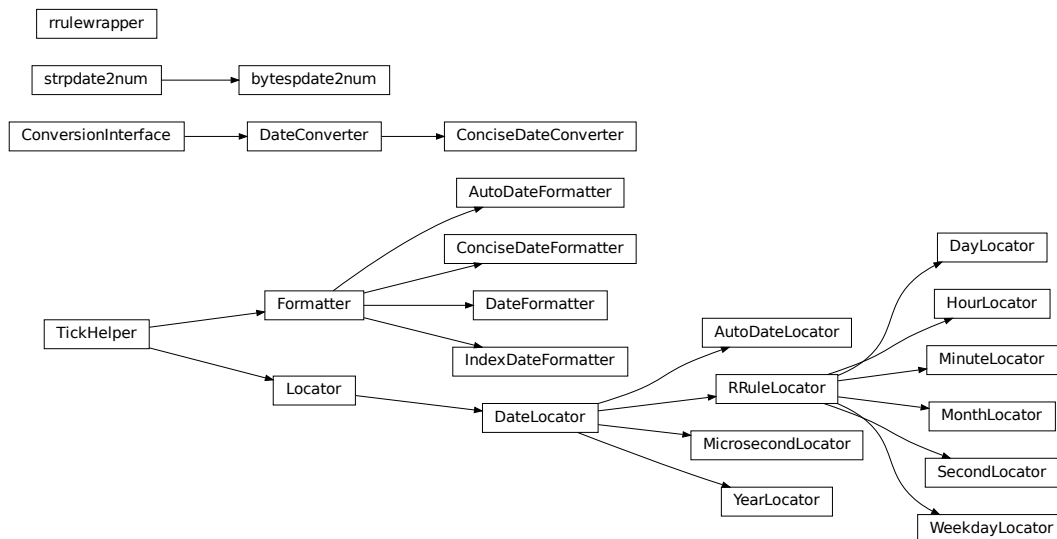 rrulewrapper
strpdate2num
bytespdate2num
ConversionInterface
DateConverter
ConciseDateConverter
AutoDateFormatter
ConciseDateFormatter
DayLocator
Formatter
DateFormatter
HourLocator
TickHelper
AutoDateLocator
IndexDateFormatter
MinuteLocator
Locator
RRuleLocator
DateLocator
MonthLocator
MicrosecondLocator
SecondLocator
YearLocator
WeekdayLocator